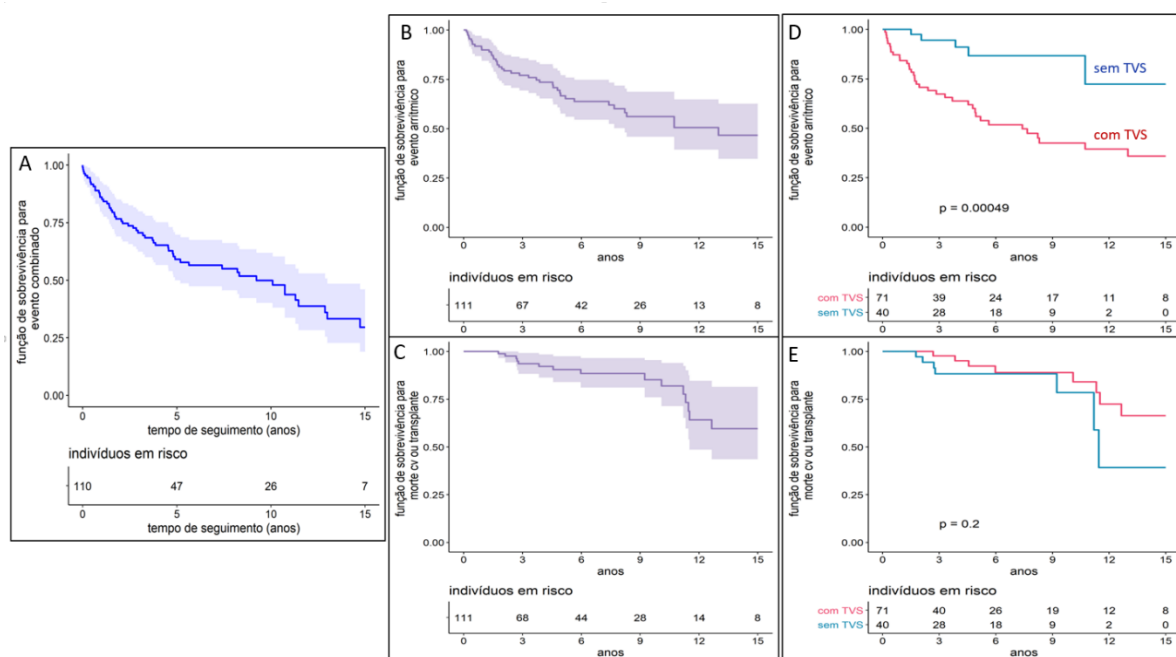 A
função de sobrevivência para
evento combinado
1.00
0.75
0.50
0.25
0.00
0 5 10 15
tempo de seguimento (anos)
indivíduos em risco
110 47 26 7
0 5 10 15
tempo de seguimento (anos)
B
função de sobrevivência para
evento arrítmico
1.00
0.75
0.50
0.25
0.00
0 3 6 9 12 15
anos
indivíduos em risco
111 67 42 26 13 8
0 3 6 9 12 15
C
função de sobrevivência para
morte cv ou transplante
1.00
0.75
0.50
0.25
0.00
0 3 6 9 12 15
anos
indivíduos em risco
111 68 44 28 14 8
0 3 6 9 12 15
D
função de sobrevivência para
evento arrítmico
1.00
0.75
0.50
0.25
0.00
sem TVS
com TVS
p = 0.00049
0 3 6 9 12 15
anos
indivíduos em risco
com TVS 71 39 24 17 11 8
sem TVS 40 28 18 9 2 0
0 3 6 9 12 15
E
função de sobrevivência para
morte cv ou transplante
1.00
0.75
0.50
0.25
0.00
p = 0.2
0 3 6 9 12 15
anos
indivíduos em risco
com TVS 71 40 26 19 12 8
sem TVS 40 28 18 9 2 0
0 3 6 9 12 15